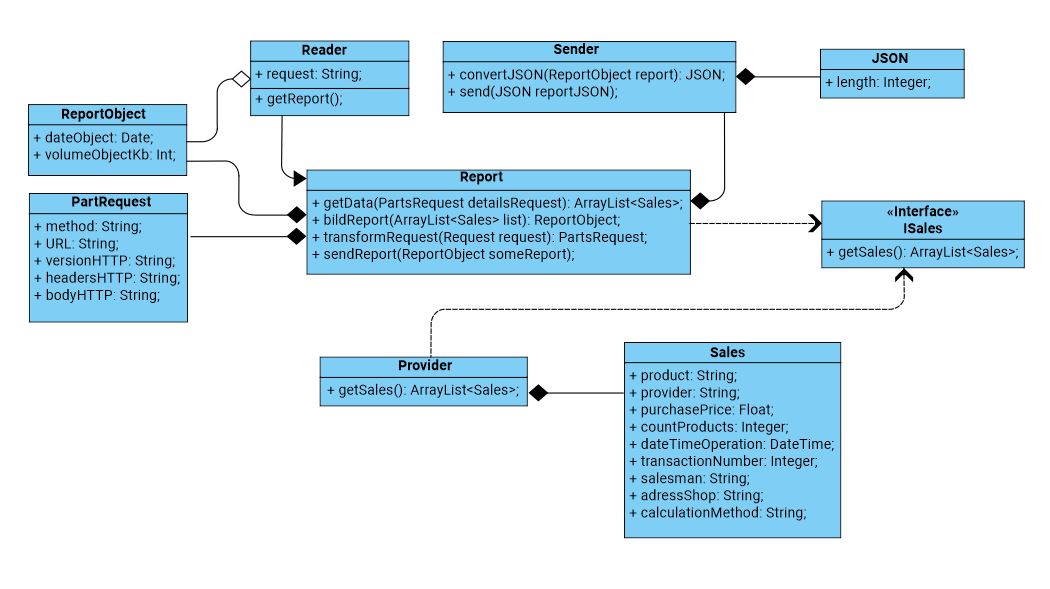 Reader
+ request: String;
+ getReport();
Sender
+ convertJSON(ReportObject report): JSON;
+ send(JSON reportJSON);
JSON
+ length: Integer;
ReportObject
+ dateObject: Date;
+ volumeObjectKb: Int;
PartRequest
+ method: String;
+ URL: String;
+ versionHTTP: String;
+ headersHTTP: String;
+ bodyHTTP: String;
Report
+ getData(PartsRequest detailsRequest): ArrayList<Sales>;
+ bildReport(ArrayList<Sales> list): ReportObject;
+ transformRequest(Request request): PartsRequest;
+ sendReport(ReportObject someReport);
«Interface»
ISales
+ getSales(): ArrayList<Sales>;
Provider
+ getSales(): ArrayList<Sales>;
Sales
+ product: String;
+ provider: String;
+ purchasePrice: Float;
+ countProducts: Integer;
+ dateTimeOperation: DateTime;
+ transactionNumber: Integer;
+ salesman: String;
+ adressShop: String;
+ calculationMethod: String;